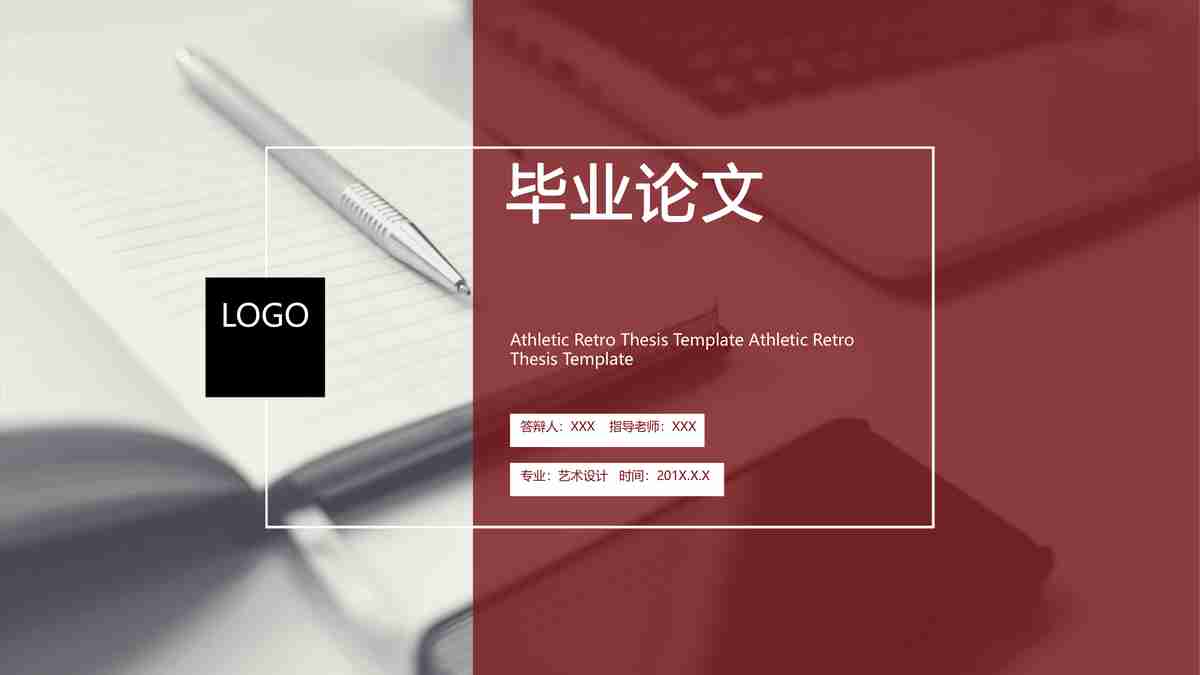 毕业论文
LOGO
Athletic Retro Thesis Template Athletic Retro
Thesis Template
答辩人：XXX 指导老师：XXX
专业：艺术设计 时间：201X.X.X